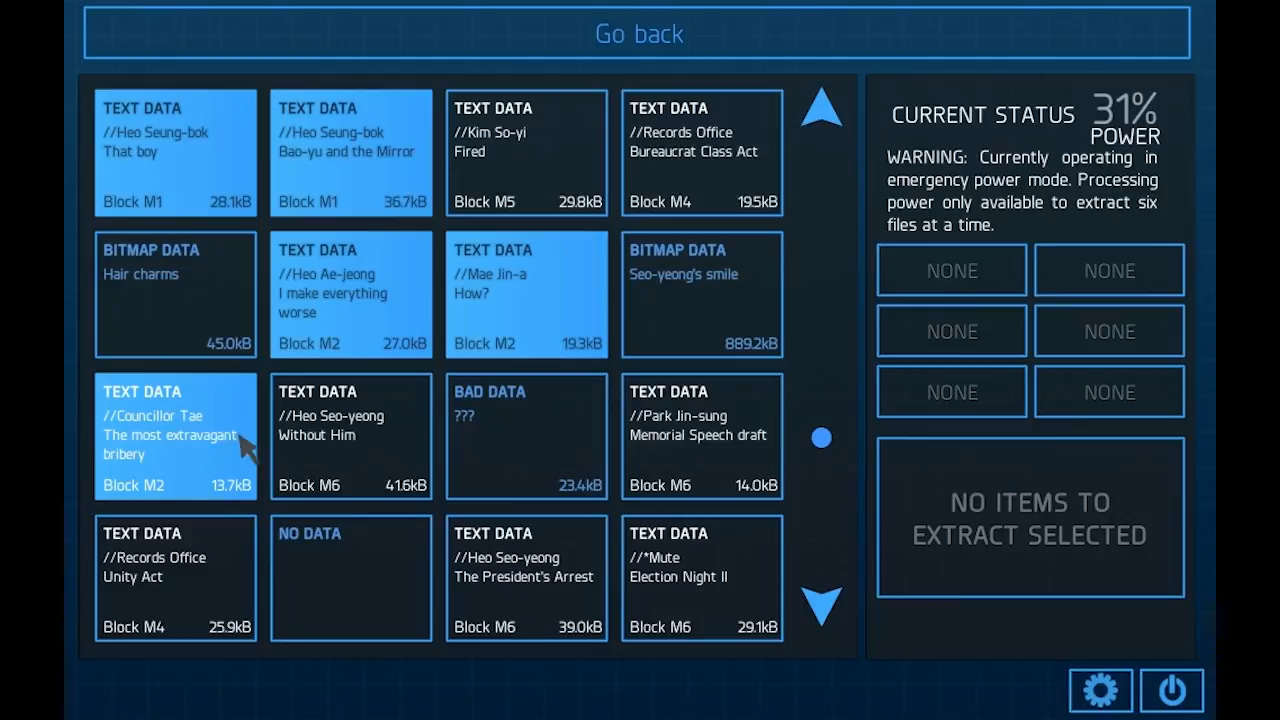 Go back
TEXT DATA
//Heo Seung-bok
That boy
Block M1 28.1kB
TEXT DATA
//Heo Seung-bok
Bao-yu and the Mirror
Block M1 36.7kB
TEXT DATA
//Kim So-yi
Fired
Block M5 29.8kB
TEXT DATA
//Records Office
Bureaucrat Class Act
Block M4 19.5kB
BITMAP DATA
Hair charms
45.0kB
TEXT DATA
//Heo Ae-jeong
I make everything
worse
Block M2 27.0kB
TEXT DATA
//Mae Jin-a
How?
Block M2 19.3kB
BITMAP DATA
Seo-yeong's smile
889.2kB
TEXT DATA
//Councillor Tae
The most extravagant
bribery
Block M2 13.7kB
TEXT DATA
//Heo Seo-yeong
Without Him
Block M6 41.6kB
BAD DATA
???
23.4kB
TEXT DATA
//Park Jin-sung
Memorial Speech draft
Block M6 14.0kB
TEXT DATA
//Records Office
Unity Act
Block M4 25.9kB
NO DATA
TEXT DATA
//Heo Seo-yeong
The President's Arrest
Block M6 39.0kB
TEXT DATA
//*Mute
Election Night II
Block M6 29.1kB
CURRENT STATUS 31%
POWER
WARNING: Currently operating in
emergency power mode. Processing
power only available to extract six
files at a time.
NONE NONE
NONE NONE
NONE NONE
NO ITEMS TO
EXTRACT SELECTED